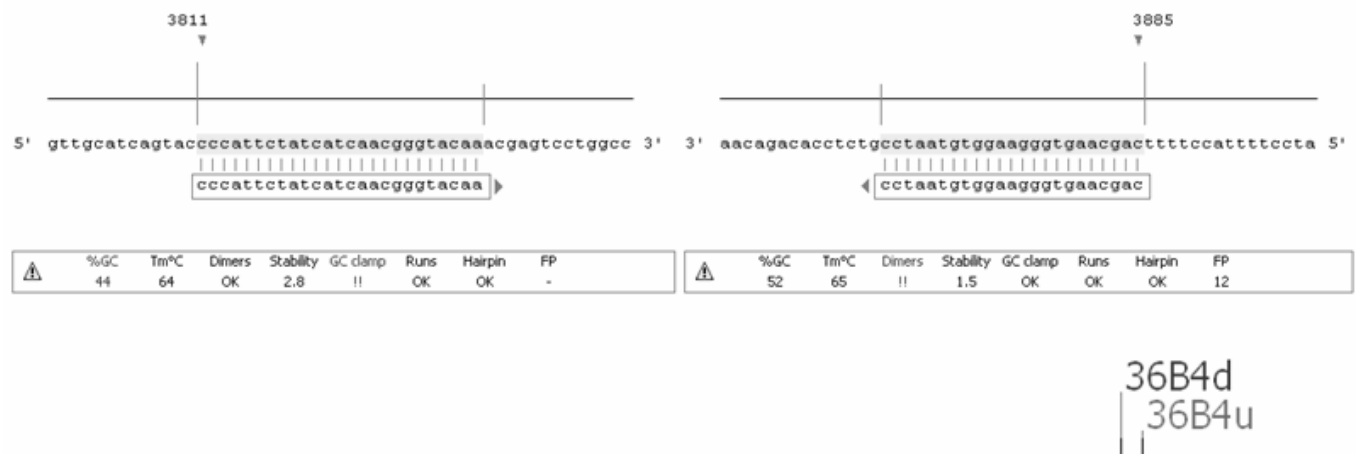 3811 3885
5' gttgcatcagtaccccattctatcatcaacgggtacaaacgagtcctggcc 3' 3' aacagacacctctgcctaatgtggaagggtgaacgacttttccattttccta 5'
cccattctatcatcaacgggtacaa cctaatgtggaagggtgaacgac
%GC Tm°C Dimers Stability GC clamp Runs Hairpin FP %GC Tm°C Dimers Stability GC clamp Runs Hairpin FP
44 64 OK 2.8 !! OK OK - 52 65 !! 1.5 OK OK OK 12
36B4d
36B4u